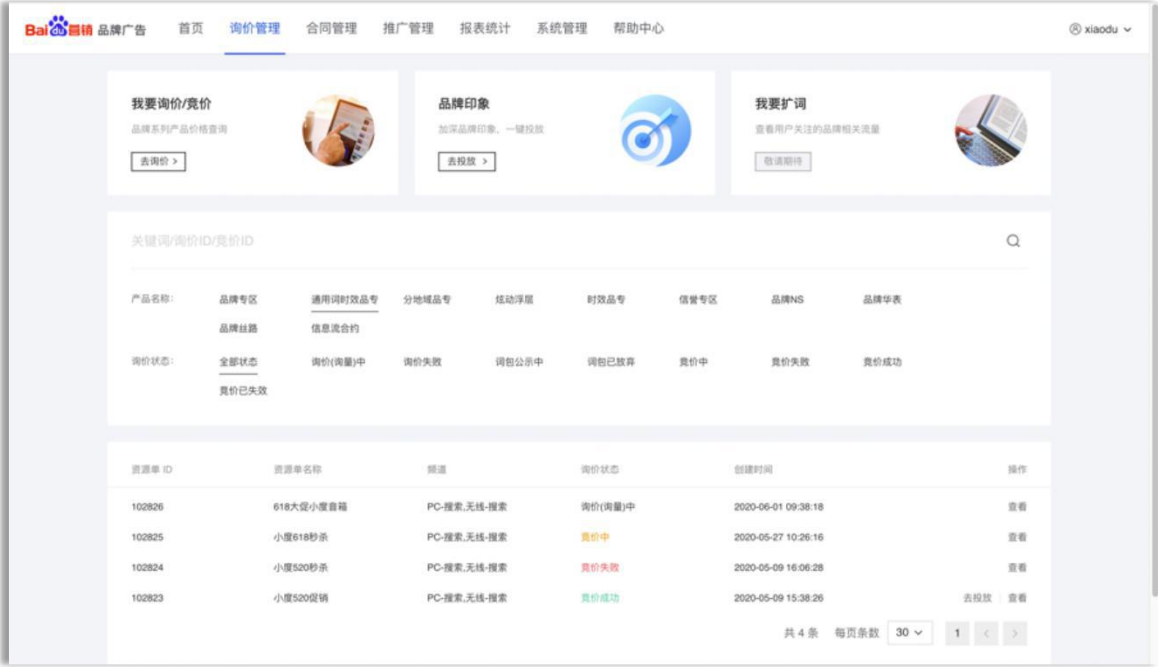 Bai du 营销 品牌广告 首页 询价管理 合同管理 推广管理 报表统计 系统管理 帮助中心 xiaodu
我要询价/竞价
品牌系列产品价格查询
去询价 >
品牌印象
加深品牌印象,一键投放
去投放 >
我要扩词
查看用户关注的品牌相关流量
敬请期待
关键词/询价ID/竞价ID
产品名称: 品牌专区 通用词时效品专 分地域品专 炫动浮层 时效品专 信誉专区 品牌NS 品牌华表
品牌丝路 信息流合约
询价状态: 全部状态 询价(询量)中 询价失败 词包公示中 词包已放弃 竞价中 竞价失败 竞价成功
竞价已失效
资源单 ID 资源单名称 频道 询价状态 创建时间 操作
102826 618大促小度音箱 PC-搜索,无线-搜索 询价(询量)中 2020-06-01 09:38:18 查看
102825 小度618秒杀 PC-搜索,无线-搜索 竞价中 2020-05-27 10:26:16 查看
102824 小度520秒杀 PC-搜索,无线-搜索 竞价失败 2020-05-09 16:06:28 查看
102823 小度520促销 PC-搜索,无线-搜索 竞价成功 2020-05-09 15:38:26 去投放 查看
共 4 条 每页条数 30 1 < >